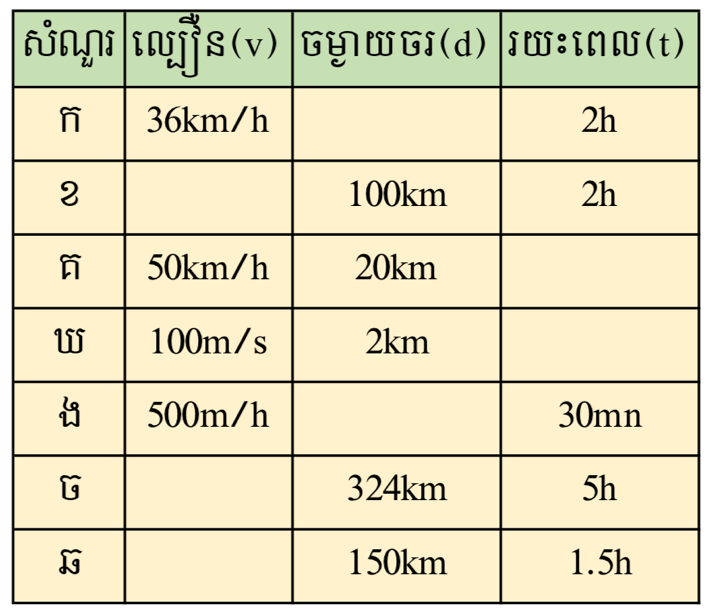 សំណួរ ល្បឿន(v) ចម្ងាយចរ(d) រយៈពេល(t)
ក 36km/h 2h
ខ 100km 2h
គ 50km/h 20km
ឃ 100m/s 2km
ង 500m/h 30mn
ច 324km 5h
ឆ 150km 1.5h